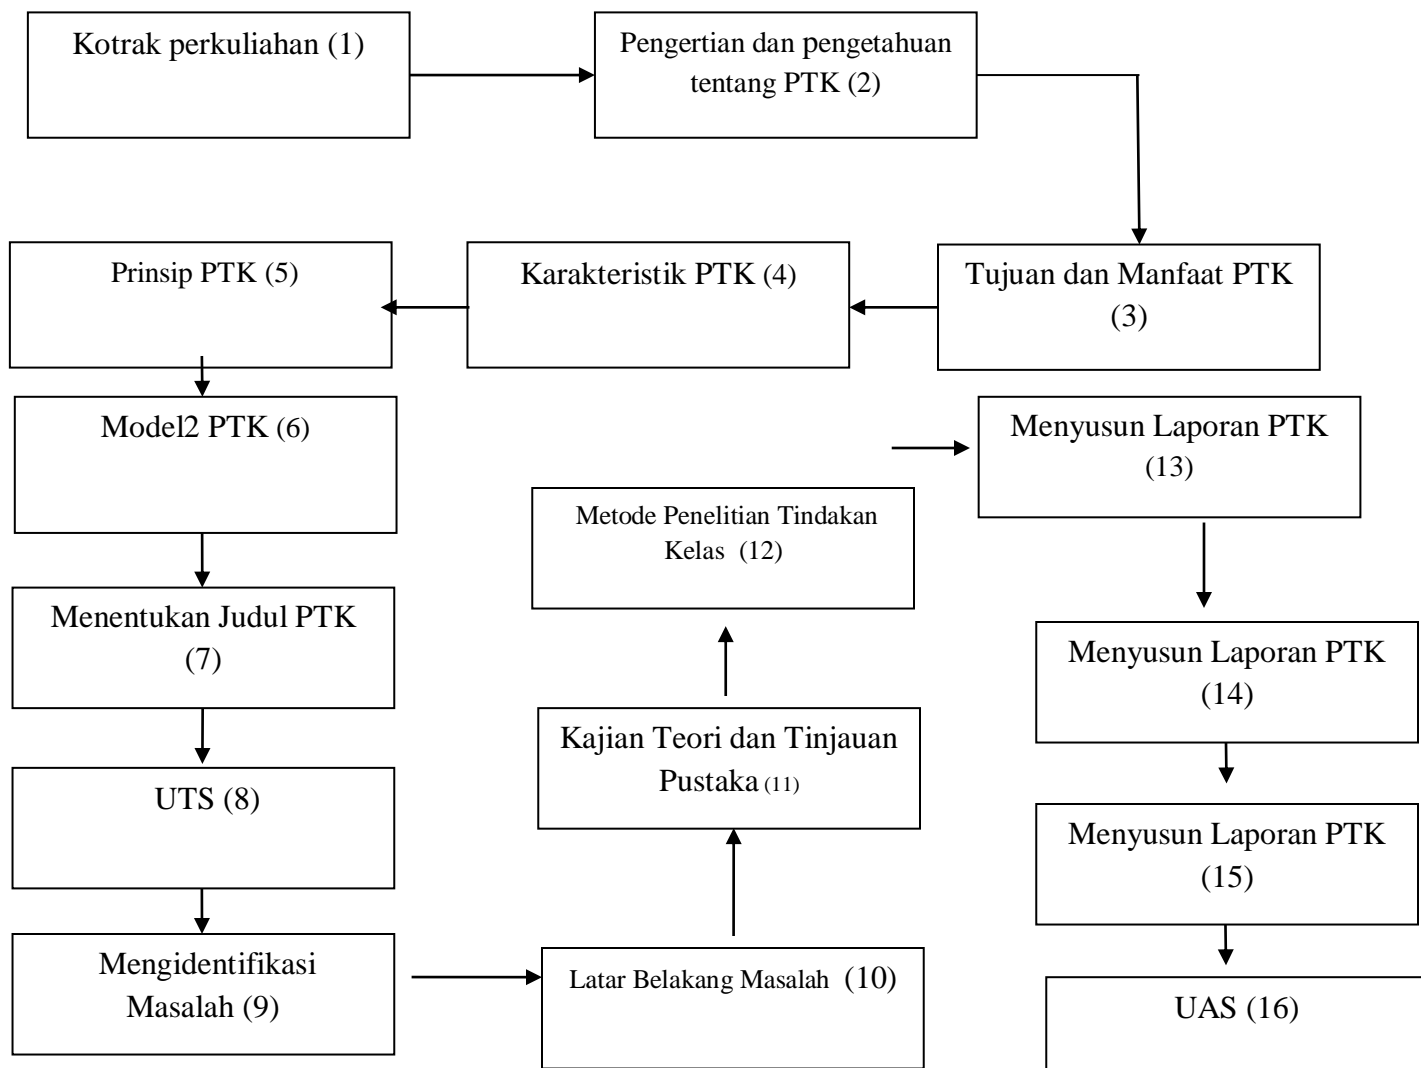 Kotrak perkuliahan (1)
Pengertian dan pengetahuan
tentang PTK (2)
Tujuan dan Manfaat PTK
(3)
Karakteristik PTK (4)
Prinsip PTK (5)
Model2 PTK (6)
Menentukan Judul PTK
(7)
UTS (8)
Mengidentifikasi
Masalah (9)
Latar Belakang Masalah (10)
Kajian Teori dan Tinjauan
Pustaka (11)
Metode Penelitian Tindakan
Kelas (12)
Menyusun Laporan PTK
(13)
Menyusun Laporan PTK
(14)
Menyusun Laporan PTK
(15)
UAS (16)